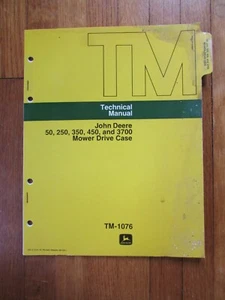 TM
Technical
Manual
John Deere
50, 250, 350, 450, and 3700
Mower Drive Case
TM-1076